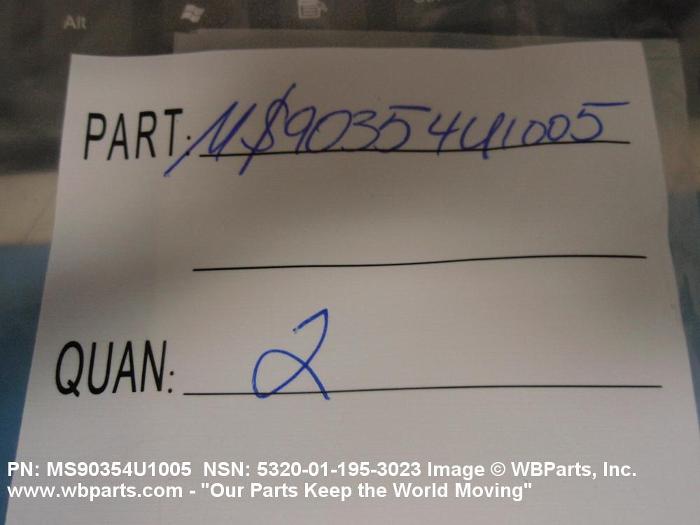 Alt
PART: MS90354U1005
QUAN: 2
PN: MS90354U1005 NSN: 5320-01-195-3023 Image © WBParts, Inc.
www.wbparts.com - "Our Parts Keep the World Moving"